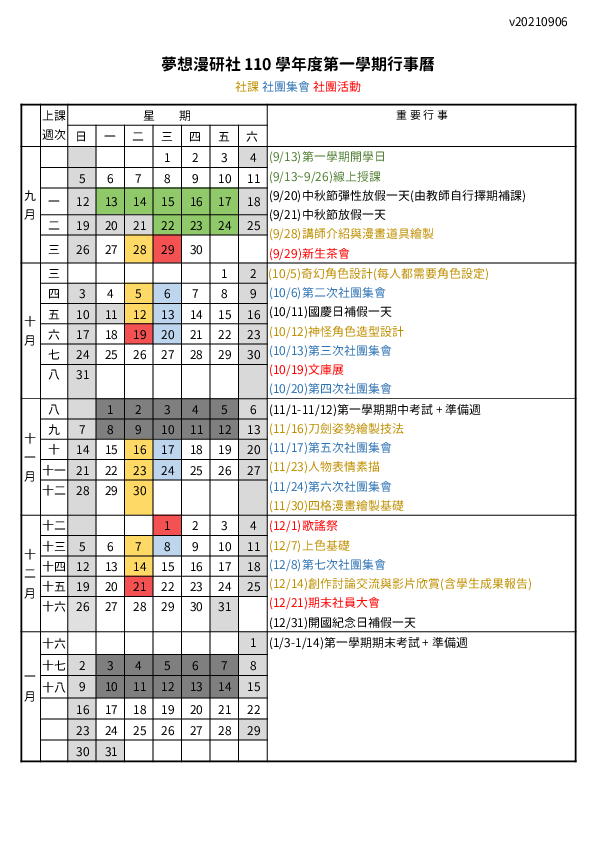 v20210906
夢想漫研社 110 學年度第一學期行事曆
社課 社團集會 社團活動
上課週次 星 期 重要行事
日 一 二 三 四 五 六
九月
1 2 3 4
5 6 7 8 9 10 11
一 12 13 14 15 16 17 18
二 19 20 21 22 23 24 25
三 26 27 28 29 30
(9/13)第一學期開學日
(9/13~9/26)線上授課
(9/20)中秋節彈性放假一天(由教師自行擇期補課)
(9/21)中秋節放假一天
(9/28)講師介紹與漫畫道具繪製
(9/29)新生茶會
十月
三 1 2
四 3 4 5 6 7 8 9
五 10 11 12 13 14 15 16
六 17 18 19 20 21 22 23
七 24 25 26 27 28 29 30
八 31
(10/5)奇幻角色設計(每人都需要角色設定)
(10/6)第二次社團集會
(10/11)國慶日補假一天
(10/12)神怪角色造型設計
(10/13)第三次社團集會
(10/19)文庫展
(10/20)第四次社團集會
十一月
八 1 2 3 4 5 6
九 7 8 9 10 11 12 13
十 14 15 16 17 18 19 20
十一 21 22 23 24 25 26 27
十二 28 29 30
(11/1-11/12)第一學期期中考試 + 準備週
(11/16)刀劍姿勢繪製技法
(11/17)第五次社團集會
(11/23)人物表情素描
(11/24)第六次社團集會
(11/30)四格漫畫繪製基礎
十二月
十二 1 2 3 4
十三 5 6 7 8 9 10 11
十四 12 13 14 15 16 17 18
十五 19 20 21 22 23 24 25
十六 26 27 28 29 30 31
(12/1)歌謠祭
(12/7)上色基礎
(12/8)第七次社團集會
(12/14)創作討論交流與影片欣賞(含學生成果報告)
(12/21)期末社員大會
(12/31)開國紀念日補假一天
一月
十六 1
十七 2 3 4 5 6 7 8
十八 9 10 11 12 13 14 15
16 17 18 19 20 21 22
23 24 25 26 27 28 29
30 31
(1/3-1/14)第一學期期末考試 + 準備週